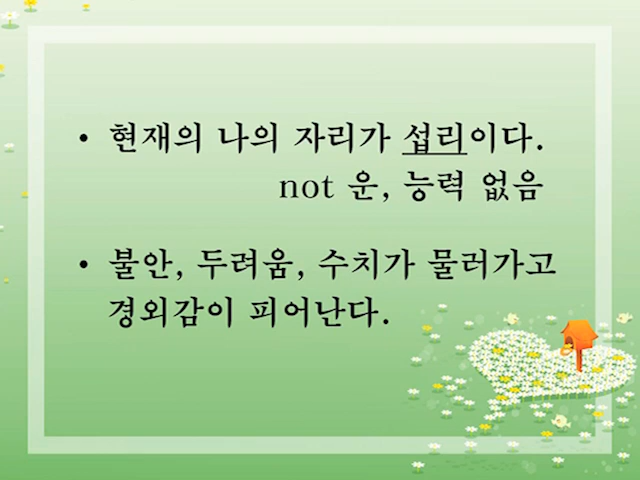 • 현재의 나의 자리가 섭리이다.
not 운, 능력 없음
• 불안, 두려움, 수치가 물러가고
경외감이 피어난다.